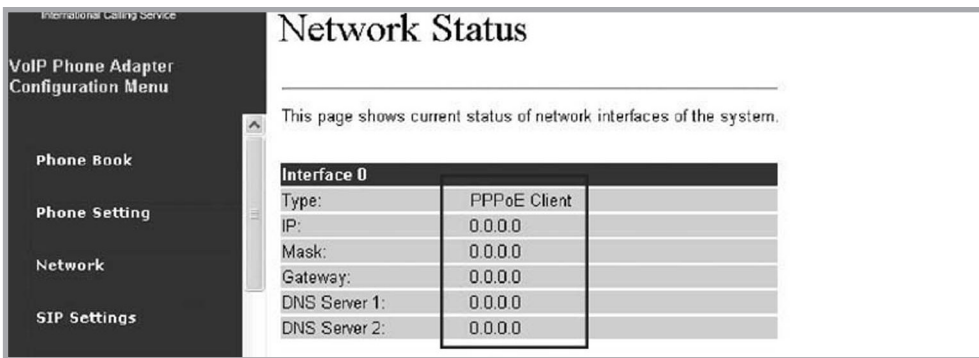 International Calling Service
VoIP Phone Adapter
Configuration Menu
Phone Book
Phone Setting
Network
SIP Settings
Network Status
This page shows current status of network interfaces of the system.
Interface 0
Type: PPPoE Client
IP: 0.0.0.0
Mask: 0.0.0.0
Gateway: 0.0.0.0
DNS Server 1: 0.0.0.0
DNS Server 2: 0.0.0.0